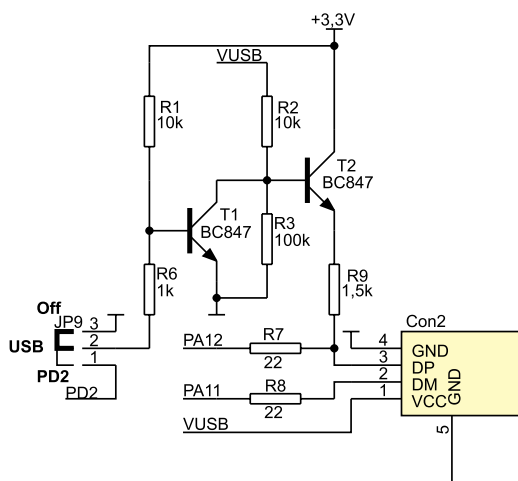 +3,3V
VUSB
R1
10k
R2
10k
T2
BC847
T1
BC847
R3
100k
R6
1k
R9
1,5k
Off
JP9
3
USB
2
1
PD2
PD2
Con2
PA12
R7
22
4
GND
3
DP
PA11
R8
22
2
DM
1
VCC
GND
VUSB
5